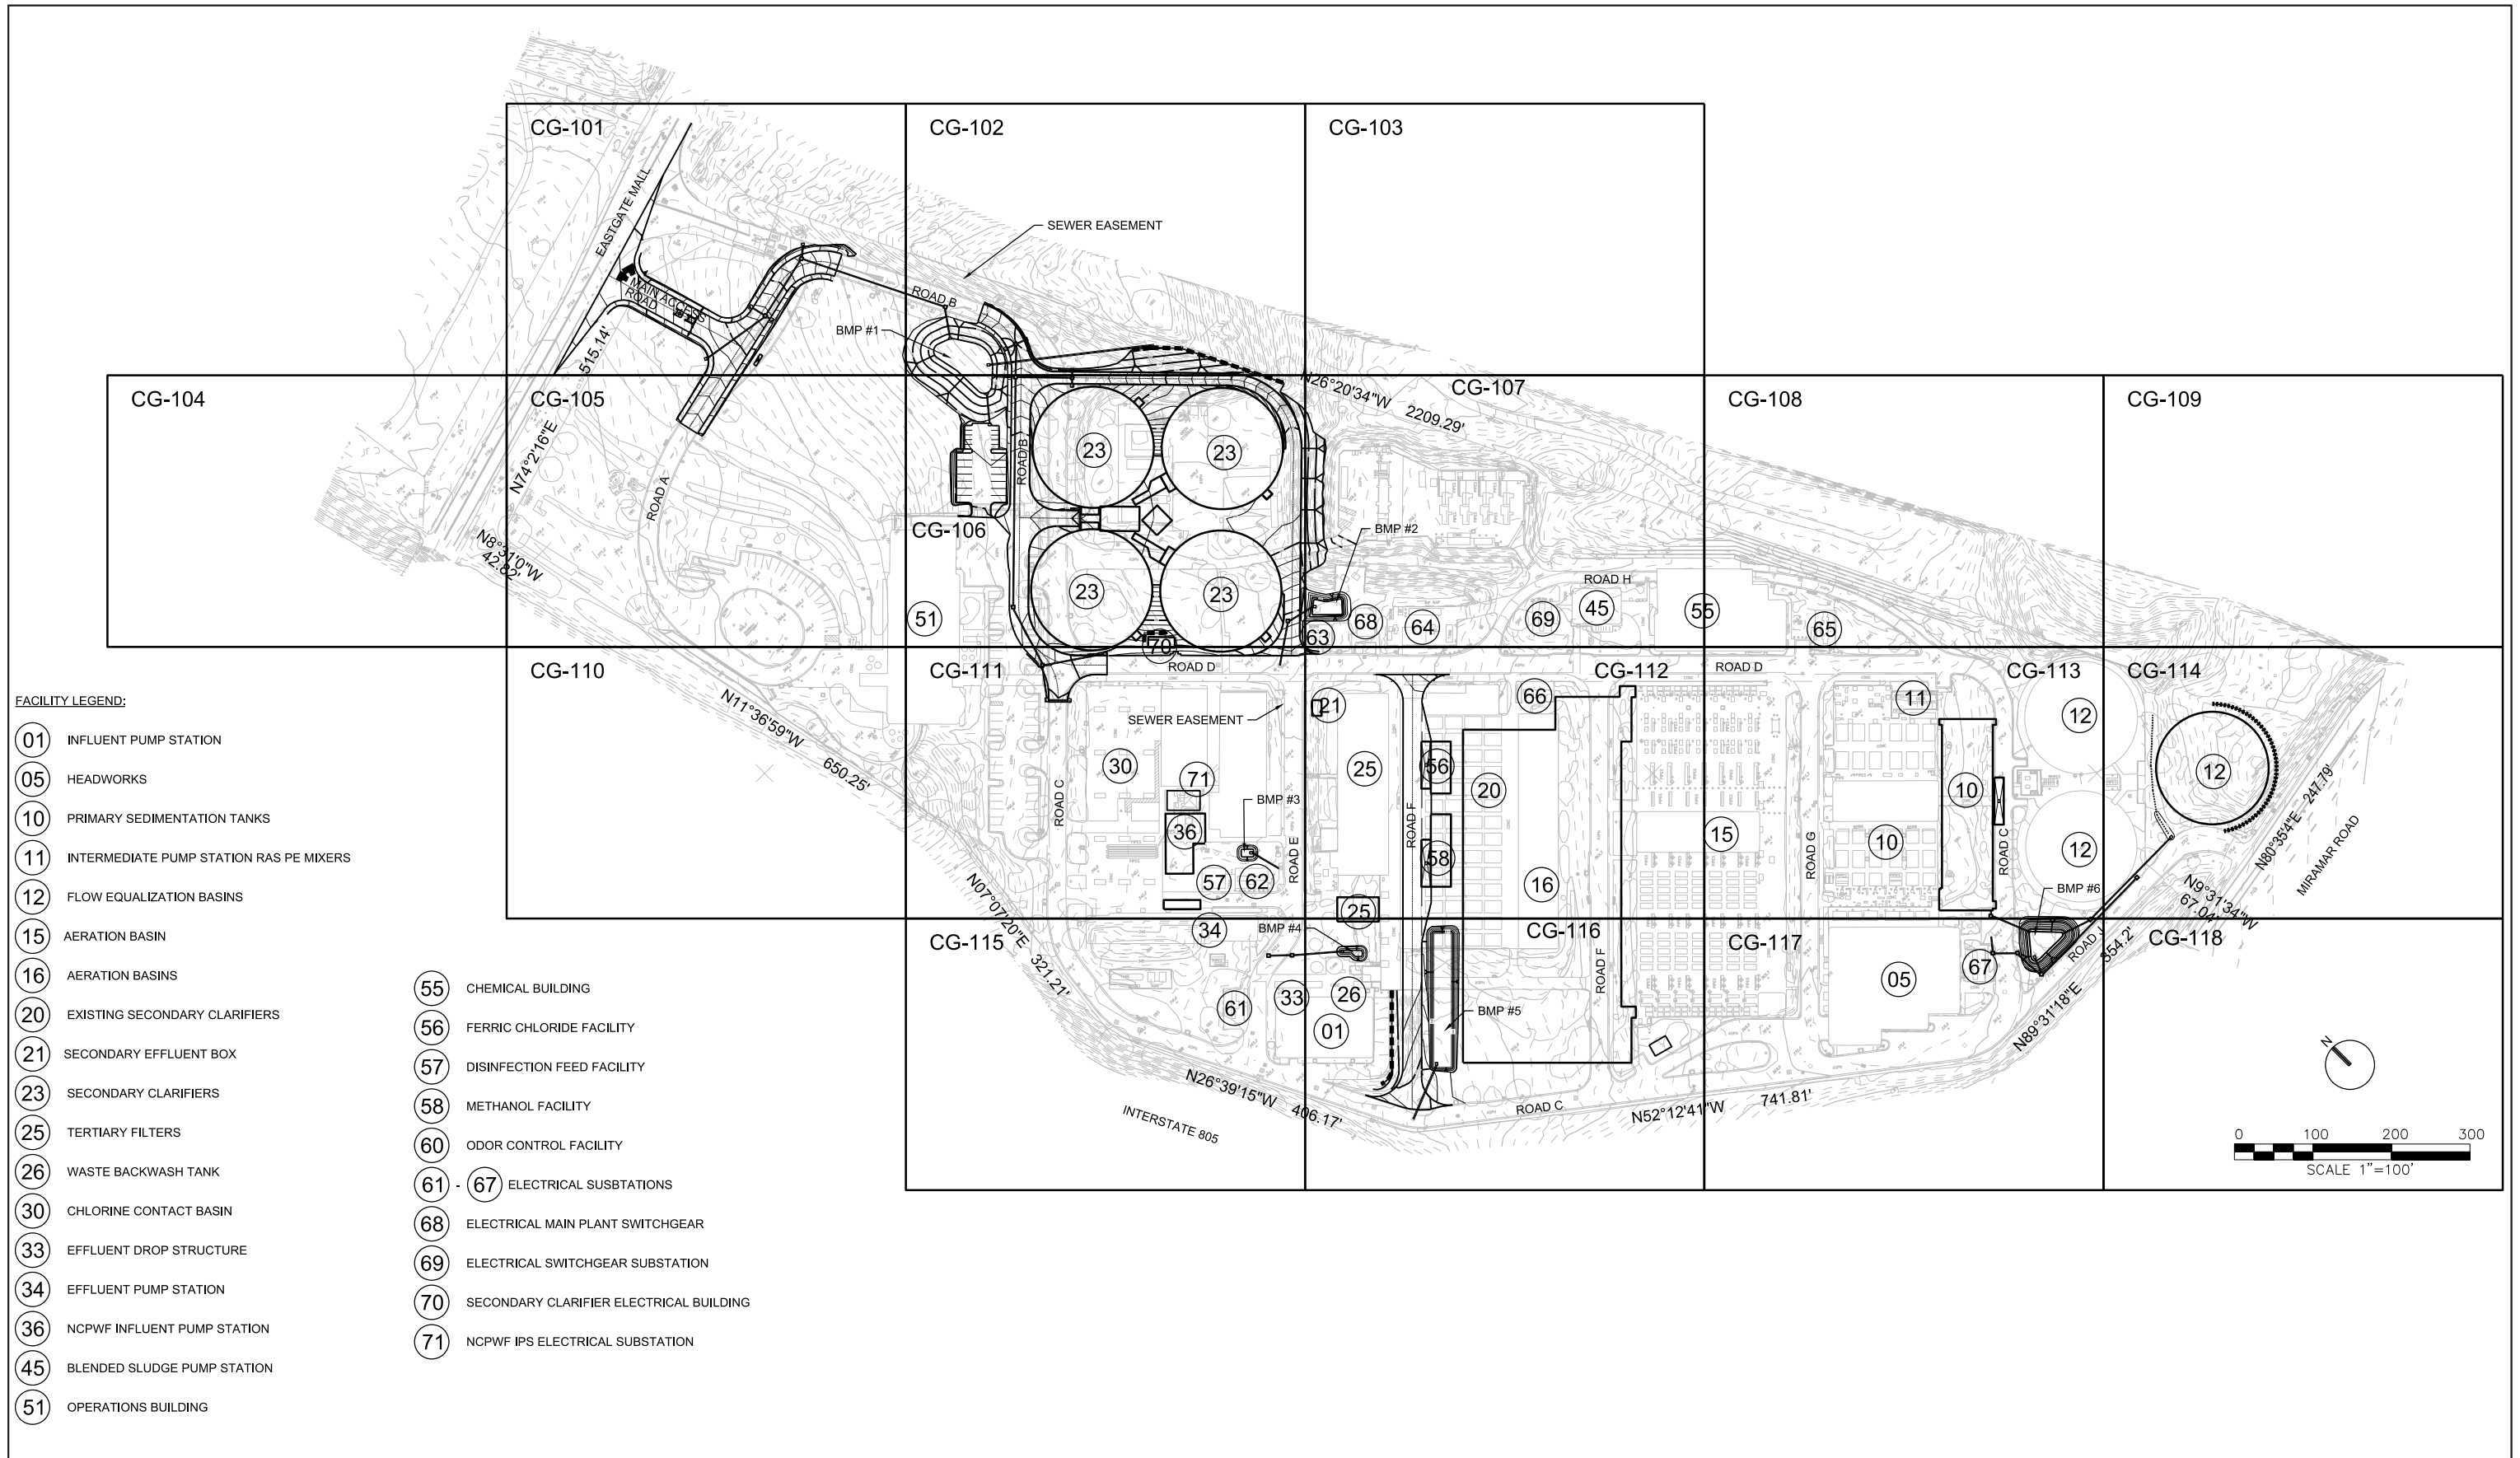 CG-101
CG-102
CG-103
EASTGATE MALL
SEWER EASEMENT
MAIN ACCESS
ROAD
ROAD B
BMP #1
515.14'
N74°2'16"E
CG-104
CG-105
CG-107
CG-108
CG-109
N26°20'34"W 2209.29'
ROAD A
ROAD B
23
23
CG-106
N8°31'0"W
42.82'
BMP #2
ROAD H
23
23
51
63
68
64
69
45
55
65
70
CG-110
CG-111
ROAD D
CG-112
ROAD D
CG-113
CG-114
N11°36'59"W 650.25'
SEWER EASEMENT
21
66
11
12
12
30
71
25
56
20
10
ROAD C
36
BMP #3
ROAD E
ROAD F
58
15
ROAD G
10
ROAD C
12
57
62
16
25
BMP #6
N80°3'54"E 247.79'
MIRAMAR ROAD
N9°31'34"W
67.04'
N07°07'20"E 321.21'
34
BMP #4
CG-115
CG-116
CG-117
CG-118
ROAD F
ROAD J
354.2'
N89°31'18"E
67
05
61
33
26
01
BMP #5
N26°39'15"W 406.17'
INTERSTATE 805
ROAD C
N52°12'41"W 741.81'
N
0 100 200 300
SCALE 1"=100'
FACILITY LEGEND:
01 INFLUENT PUMP STATION
05 HEADWORKS
10 PRIMARY SEDIMENTATION TANKS
11 INTERMEDIATE PUMP STATION RAS PE MIXERS
12 FLOW EQUALIZATION BASINS
15 AERATION BASIN
16 AERATION BASINS
20 EXISTING SECONDARY CLARIFIERS
21 SECONDARY EFFLUENT BOX
23 SECONDARY CLARIFIERS
25 TERTIARY FILTERS
26 WASTE BACKWASH TANK
30 CHLORINE CONTACT BASIN
33 EFFLUENT DROP STRUCTURE
34 EFFLUENT PUMP STATION
36 NCPWF INFLUENT PUMP STATION
45 BLENDED SLUDGE PUMP STATION
51 OPERATIONS BUILDING
55 CHEMICAL BUILDING
56 FERRIC CHLORIDE FACILITY
57 DISINFECTION FEED FACILITY
58 METHANOL FACILITY
60 ODOR CONTROL FACILITY
61 - 67 ELECTRICAL SUSBTATIONS
68 ELECTRICAL MAIN PLANT SWITCHGEAR
69 ELECTRICAL SWITCHGEAR SUBSTATION
70 SECONDARY CLARIFIER ELECTRICAL BUILDING
71 NCPWF IPS ELECTRICAL SUBSTATION